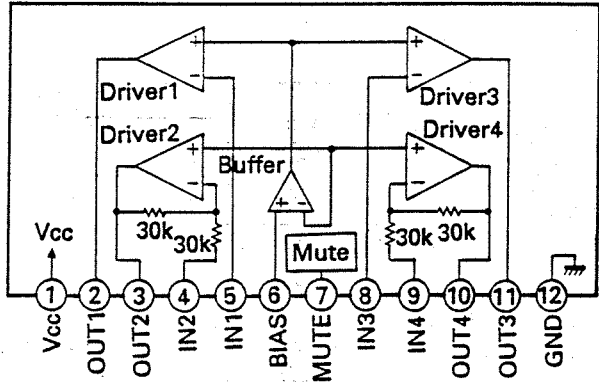 + +
− −
Driver1 Driver3
Driver2 Driver4
+ Buffer +
− + − −
30k 30k 30k 30k
Vcc Mute
1 2 3 4 5 6 7 8 9 10 11 12
Vcc OUT1 OUT2 IN2 IN1 BIAS MUTE IN3 IN4 OUT4 OUT3 GND